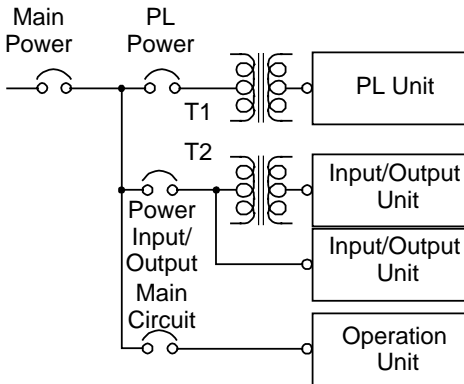 Main
Power
PL
Power
T1
PL Unit
T2
Input/Output
Unit
Power
Input/
Output
Input/Output
Unit
Main
Circuit
Operation
Unit